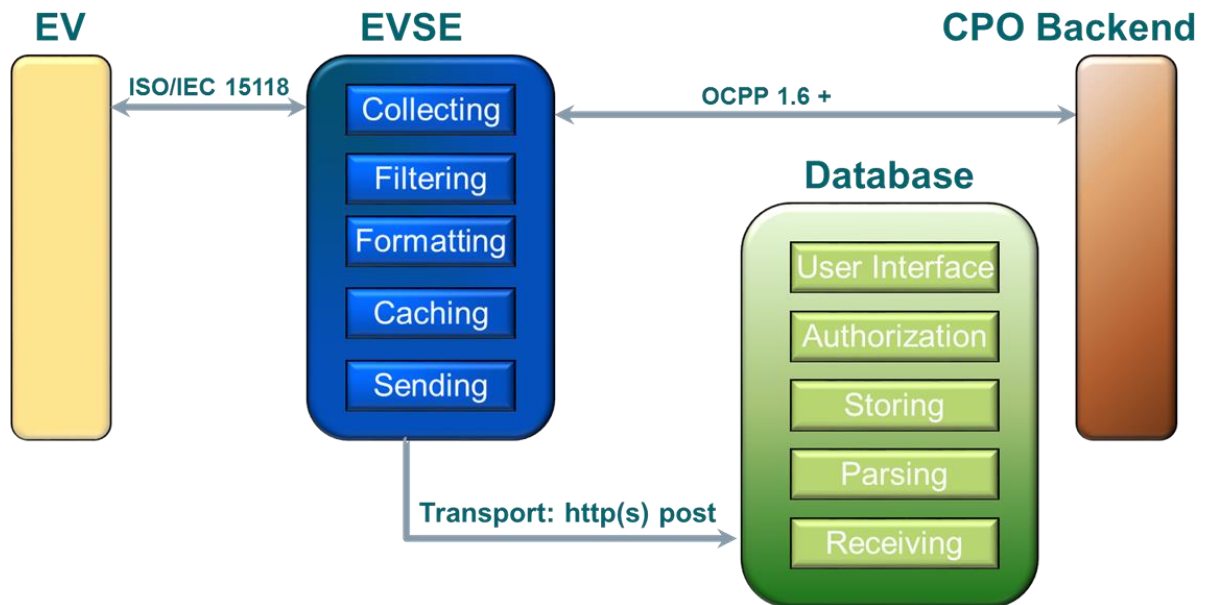 EV
EVSE
CPO Backend
ISO/IEC 15118
OCPP 1.6 +
Collecting
Filtering
Formatting
Caching
Sending
Database
User Interface
Authorization
Storing
Parsing
Receiving
Transport: http(s) post